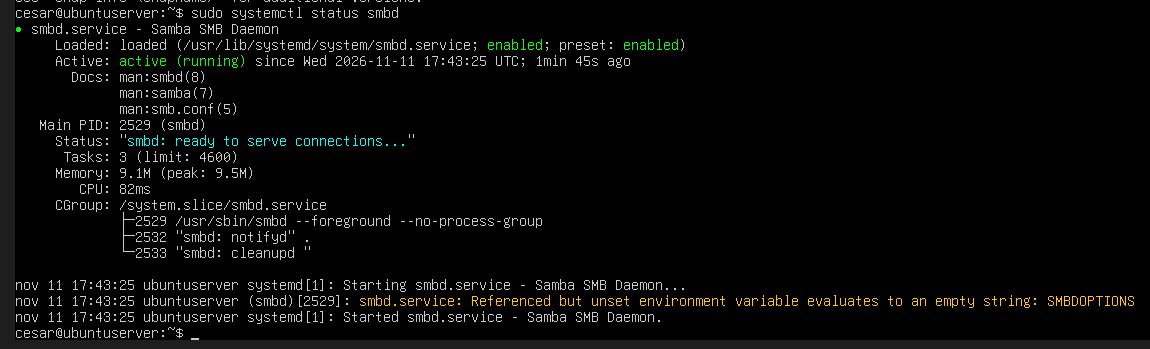 cesar@ubuntuserver:~$ sudo systemctl status smbd
● smbd.service - Samba SMB Daemon
Loaded: loaded (/usr/lib/systemd/system/smbd.service; enabled; preset: enabled)
Active: active (running) since Wed 2026-11-11 17:43:25 UTC; 1min 45s ago
Docs: man:smbd(8)
man:samba(7)
man:smb.conf(5)
Main PID: 2529 (smbd)
Status: "smbd: ready to serve connections..."
Tasks: 3 (limit: 4600)
Memory: 9.1M (peak: 9.5M)
CPU: 82ms
CGroup: /system.slice/smbd.service
├─2529 /usr/sbin/smbd --foreground --no-process-group
├─2532 "smbd: notifyd" .
└─2533 "smbd: cleanupd "
nov 11 17:43:25 ubuntuserver systemd[1]: Starting smbd.service - Samba SMB Daemon...
nov 11 17:43:25 ubuntuserver (smbd)[2529]: smbd.service: Referenced but unset environment variable evaluates to an empty string: SMBDOPTIONS
nov 11 17:43:25 ubuntuserver systemd[1]: Started smbd.service - Samba SMB Daemon.
cesar@ubuntuserver:~$ _